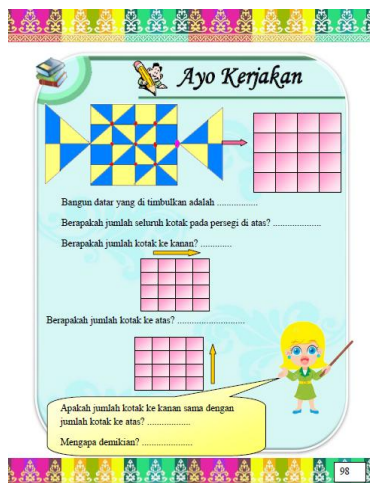 Ayo Kerjakan
Bangun datar yang di timbulkan adalah .................
Berapakah jumlah seluruh kotak pada persegi di atas? ....................
Berapakah jumlah kotak ke kanan? .............
Berapakah jumlah kotak ke atas? ............................
Apakah jumlah kotak ke kanan sama dengan
jumlah kotak ke atas? ..................
Mengapa demikian? .....................
98